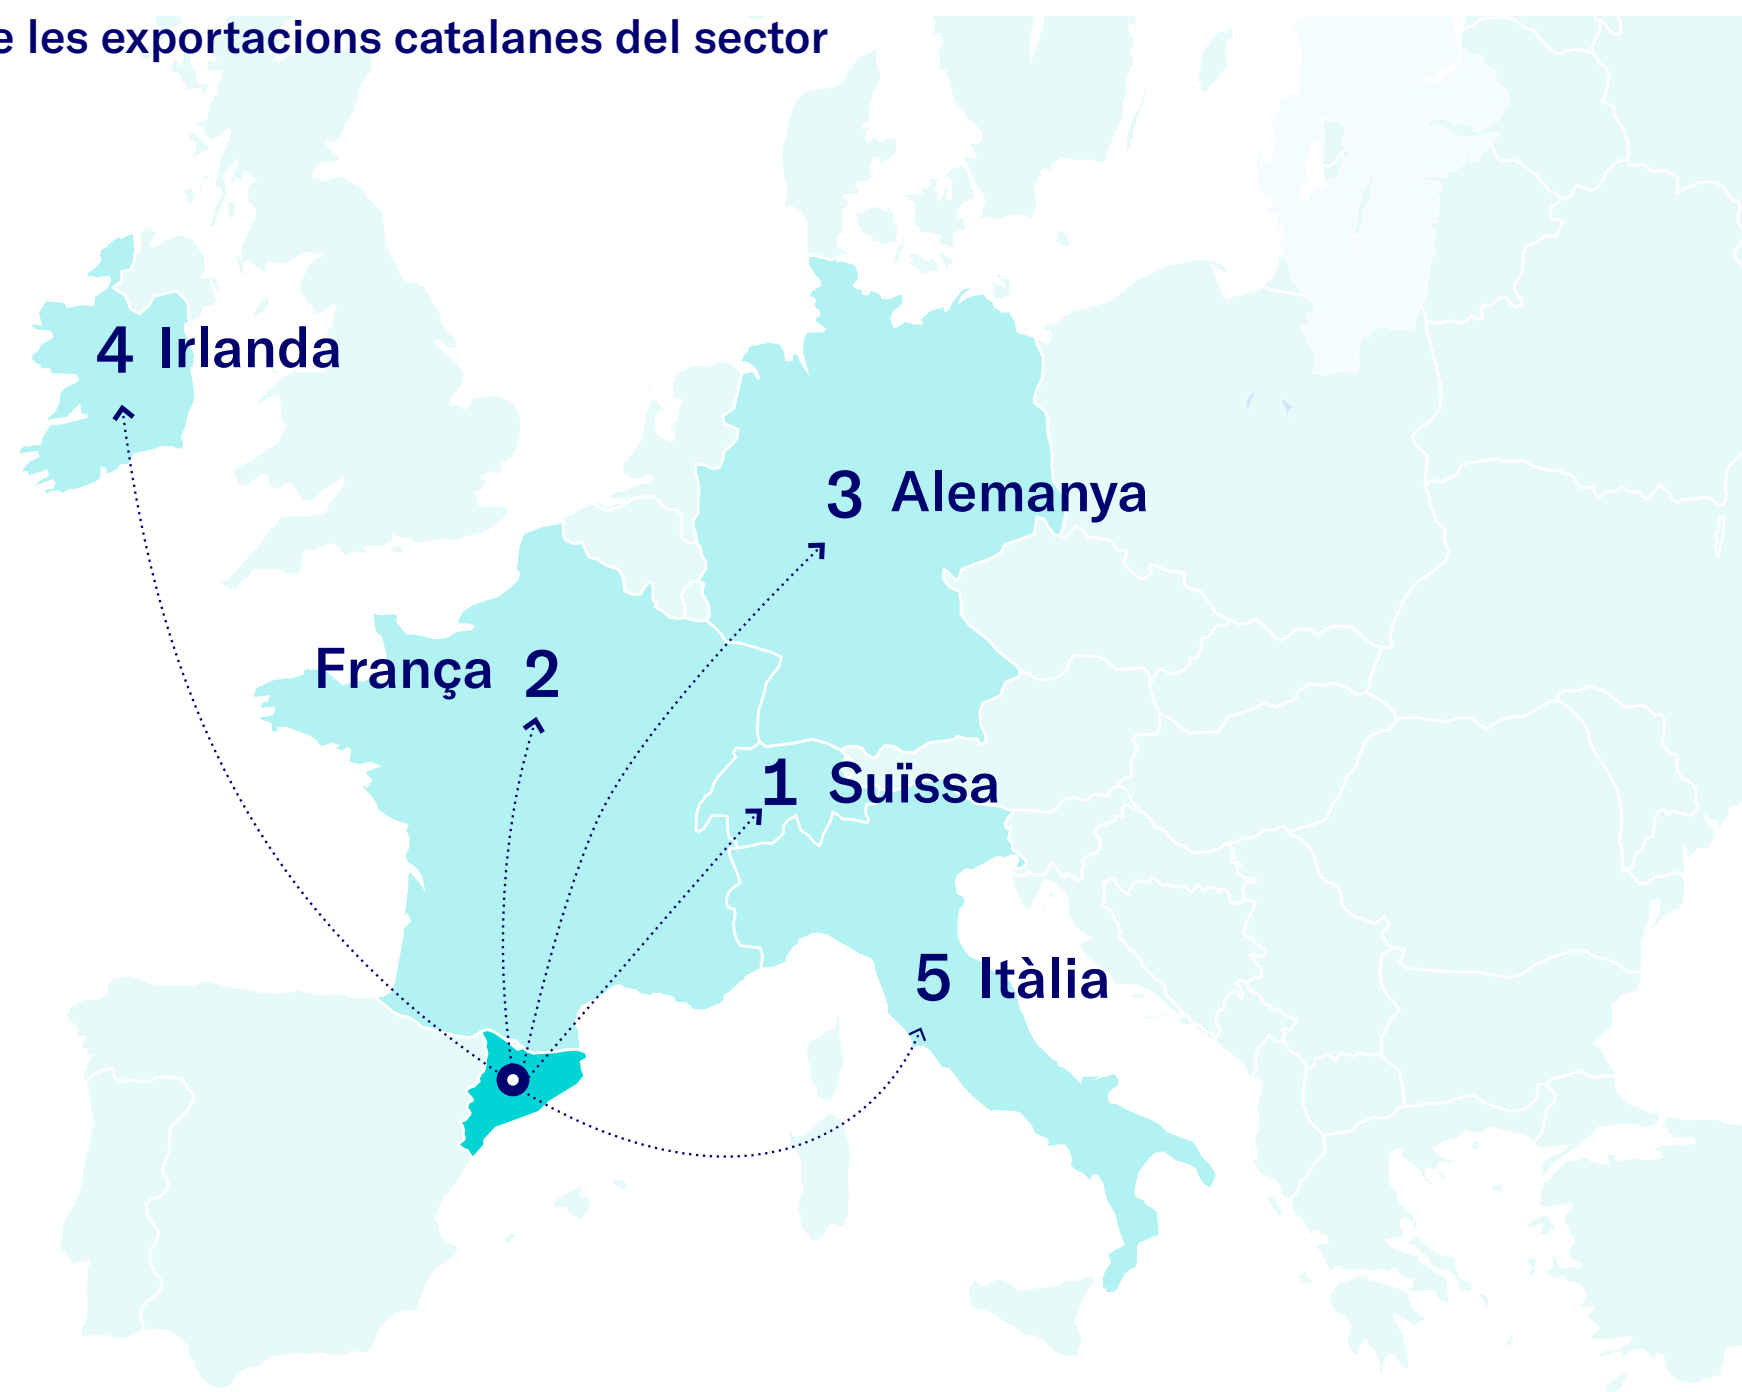 e les exportacions catalanes del sector
4 Irlanda
3 Alemanya
França 2
1 Suïssa
5 Itàlia